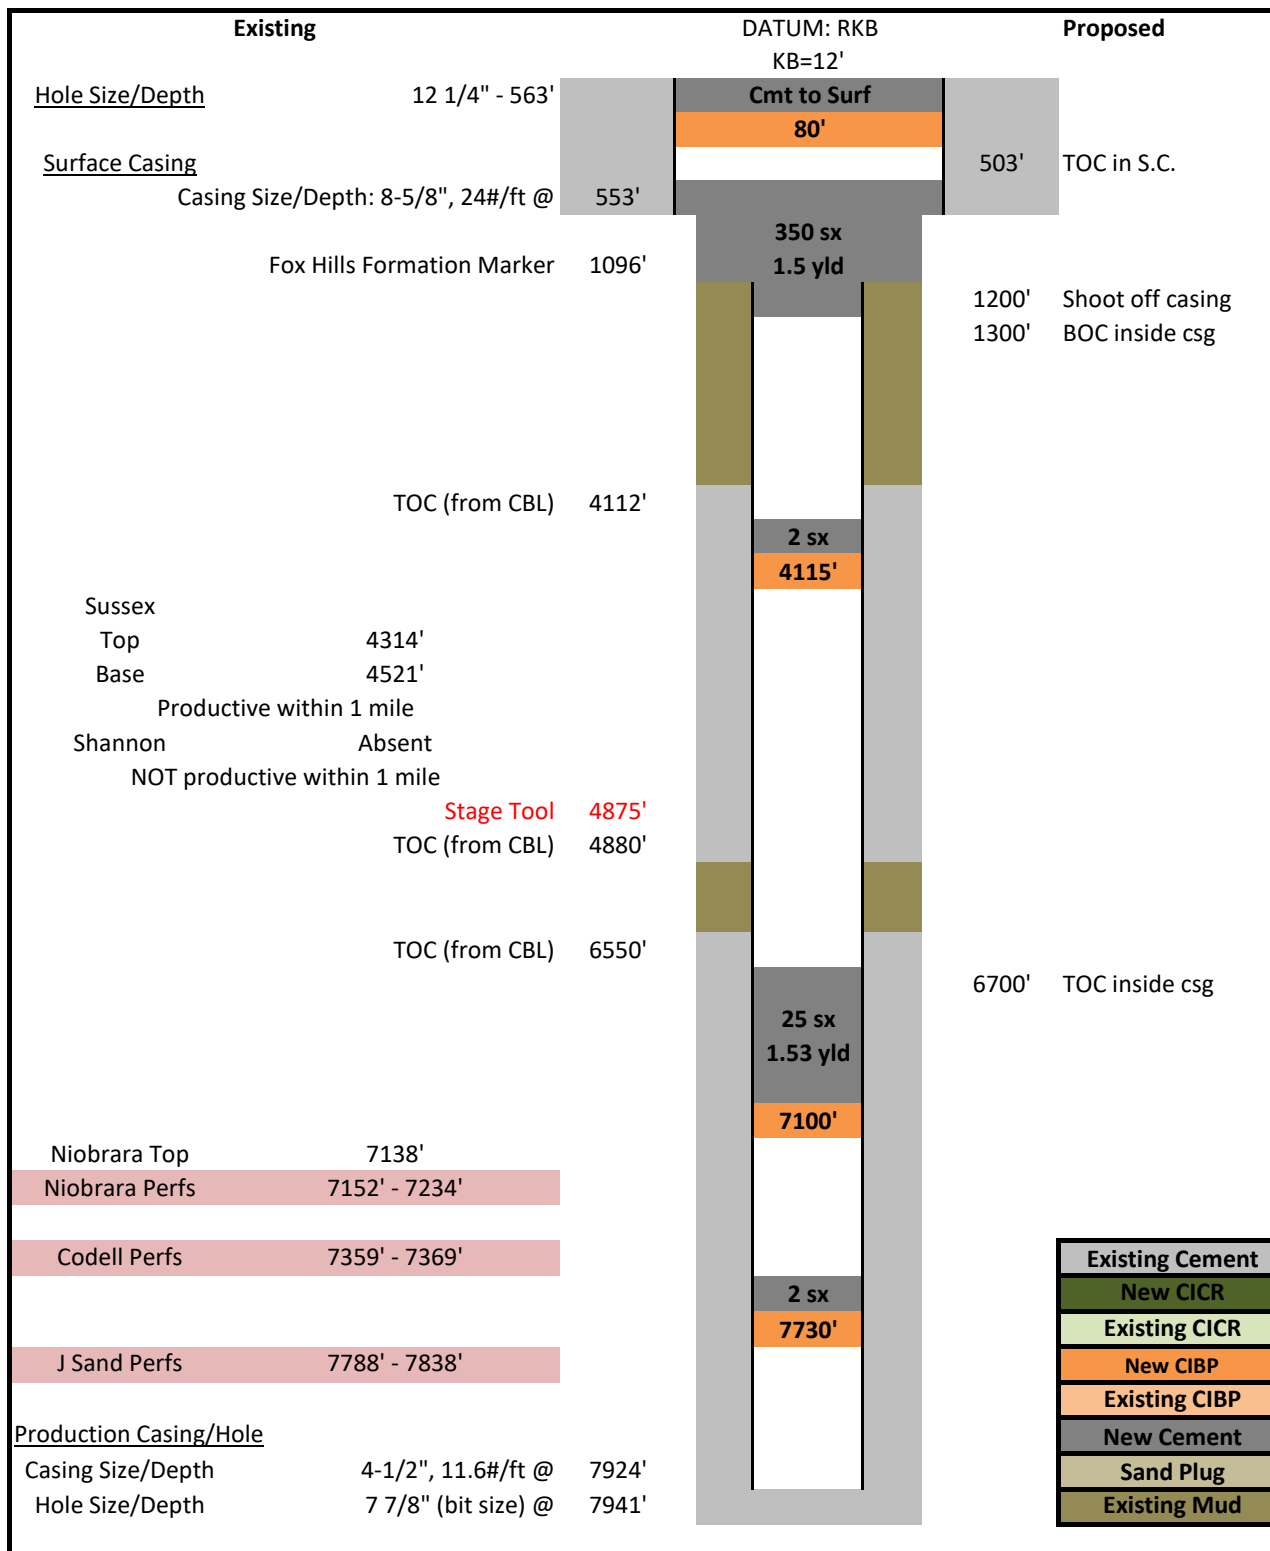 Existing DATUM: RKB Proposed
KB=12'
Hole Size/Depth 12 1/4" - 563' Cmt to Surf
80'
Surface Casing 503' TOC in S.C.
Casing Size/Depth: 8-5/8", 24#/ft @ 553'
350 sx
Fox Hills Formation Marker 1096' 1.5 yld
1200' Shoot off casing
1300' BOC inside csg
TOC (from CBL) 4112'
2 sx
4115'
Sussex
Top 4314'
Base 4521'
Productive within 1 mile
Shannon Absent
NOT productive within 1 mile
Stage Tool 4875'
TOC (from CBL) 4880'
TOC (from CBL) 6550'
6700' TOC inside csg
25 sx
1.53 yld
7100'
Niobrara Top 7138'
Niobrara Perfs 7152' - 7234'
Codell Perfs 7359' - 7369' Existing Cement
2 sx New CICR
7730' Existing CICR
J Sand Perfs 7788' - 7838' New CIBP
Existing CIBP
Production Casing/Hole New Cement
Casing Size/Depth 4-1/2", 11.6#/ft @ 7924' Sand Plug
Hole Size/Depth 7 7/8" (bit size) @ 7941' Existing Mud